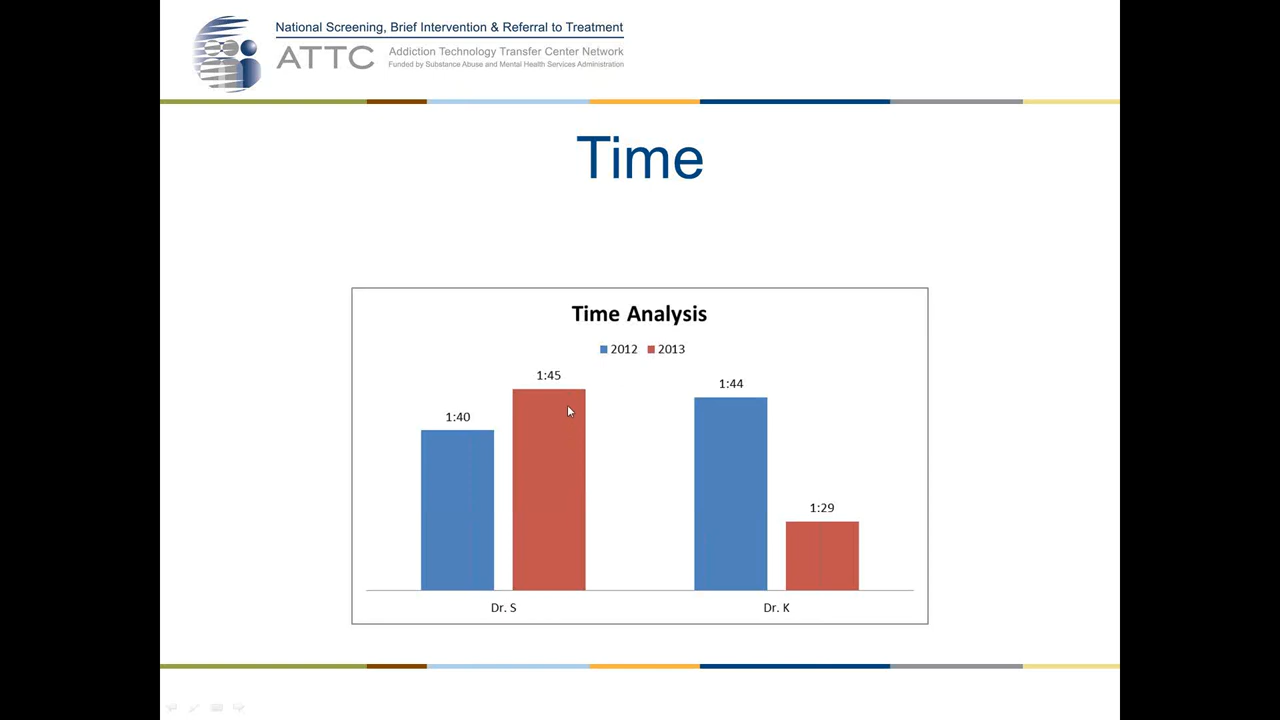 National Screening, Brief Intervention & Referral to Treatment
ATTC
Addiction Technology Transfer Center Network
Funded by Substance Abuse and Mental Health Services Administration
Time
Time Analysis
2012 2013
1:40
1:45
1:44
1:29
Dr. S
Dr. K